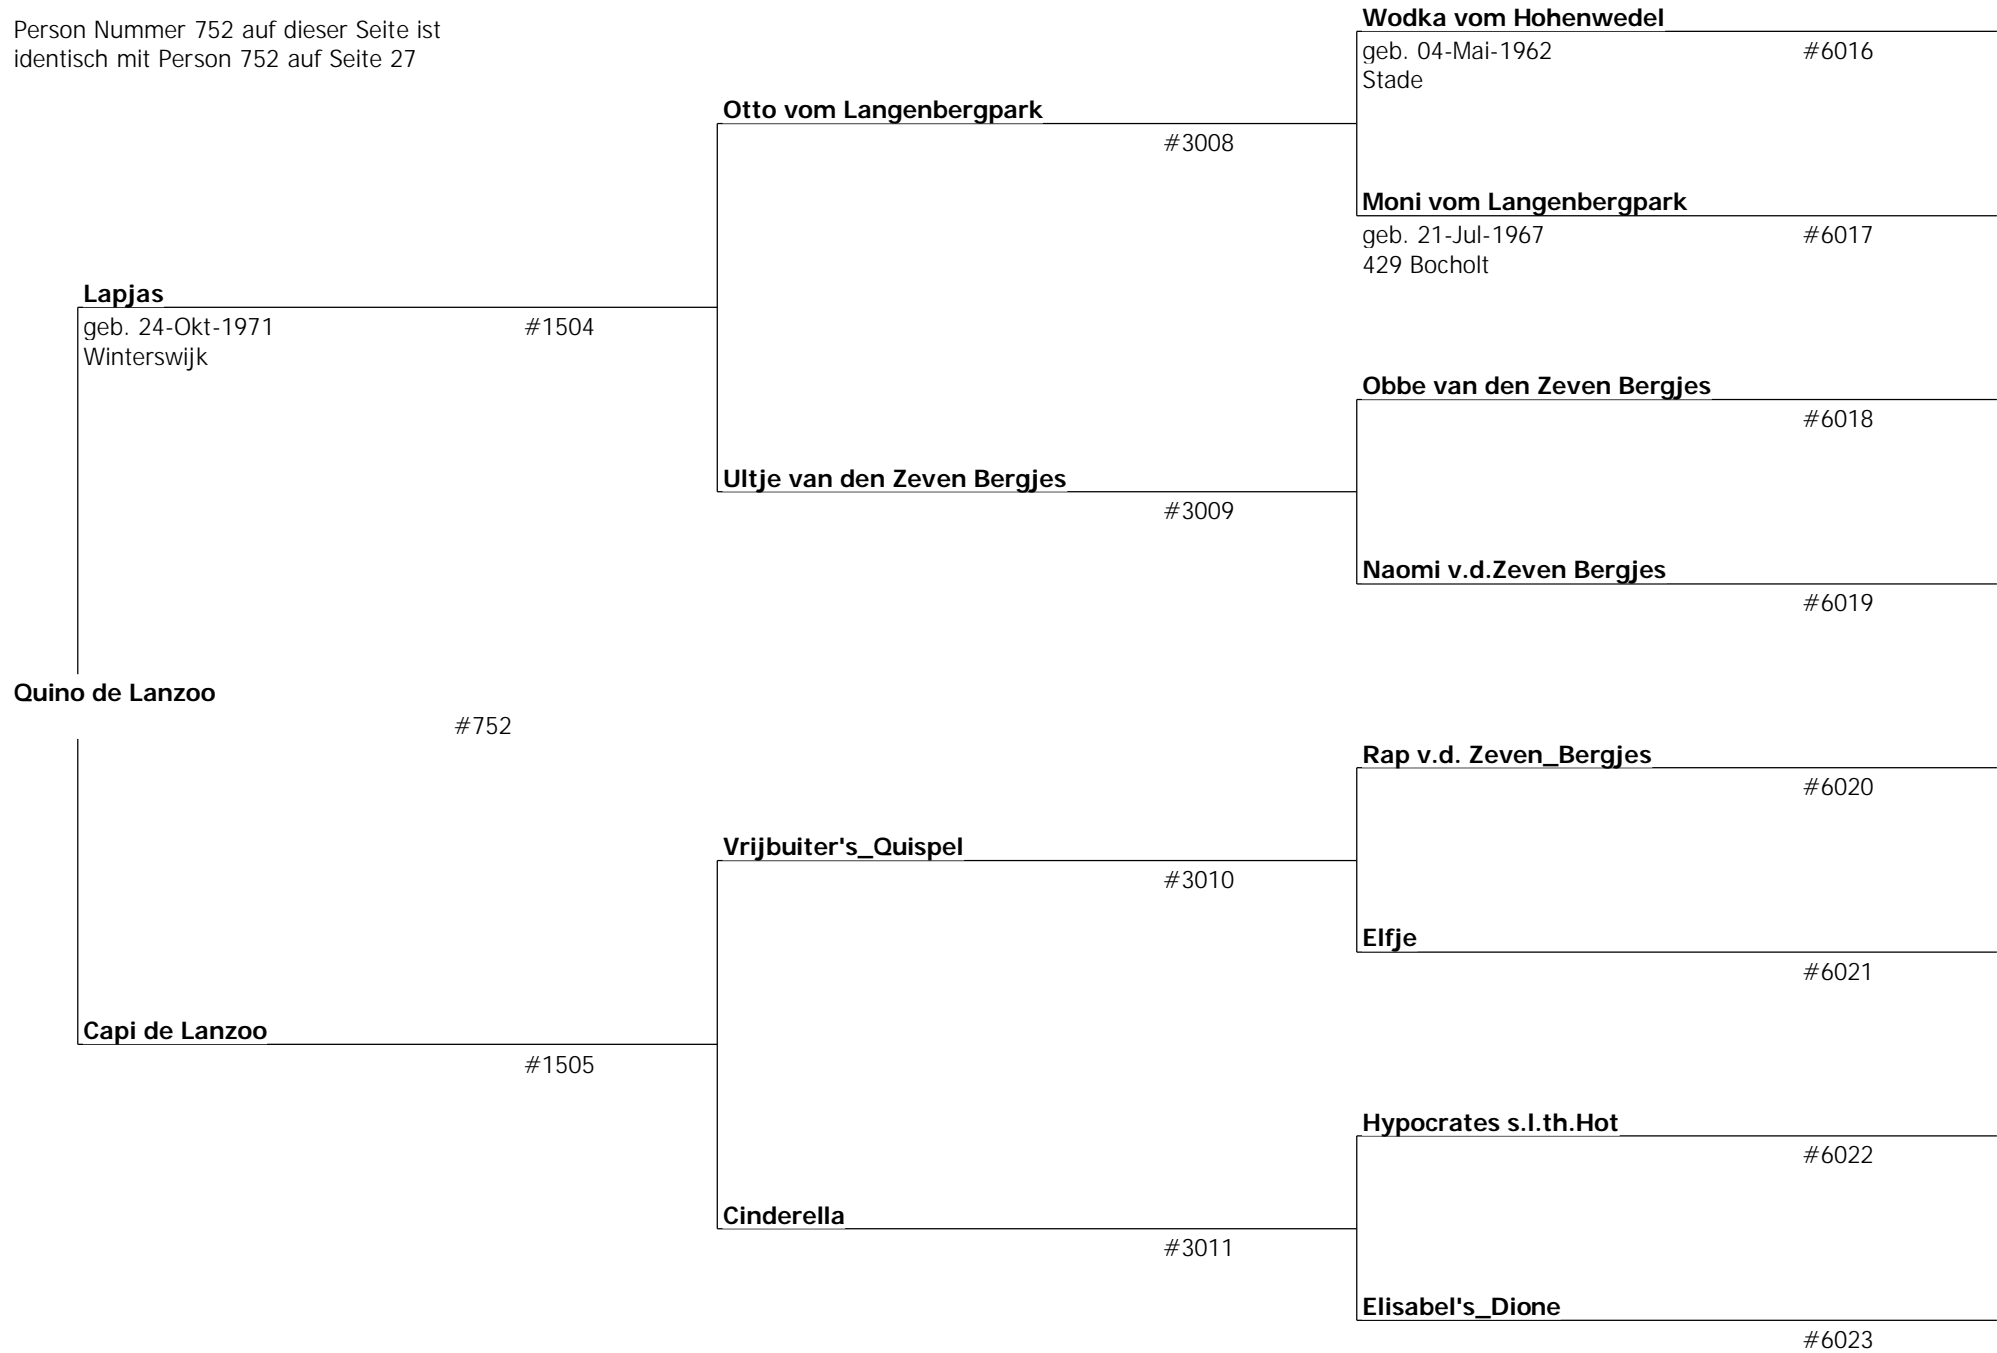 Person Nummer 752 auf dieser Seite ist
identisch mit Person 752 auf Seite 27
Wodka vom Hohenwedel
geb. 04-Mai-1962 #6016
Stade
Otto vom Langenbergpark
#3008
Moni vom Langenbergpark
geb. 21-Jul-1967 #6017
429 Bocholt
Lapjas
geb. 24-Okt-1971 #1504
Winterswijk
Obbe van den Zeven Bergjes
#6018
Ultje van den Zeven Bergjes
#3009
Naomi v.d.Zeven Bergjes
#6019
Quino de Lanzoo
#752
Rap v.d. Zeven_Bergjes
#6020
Vrijbuiter's_Quispel
#3010
Elfje
#6021
Capi de Lanzoo
#1505
Hypocrates s.l.th.Hot
#6022
Cinderella
#3011
Elisabel's_Dione
#6023